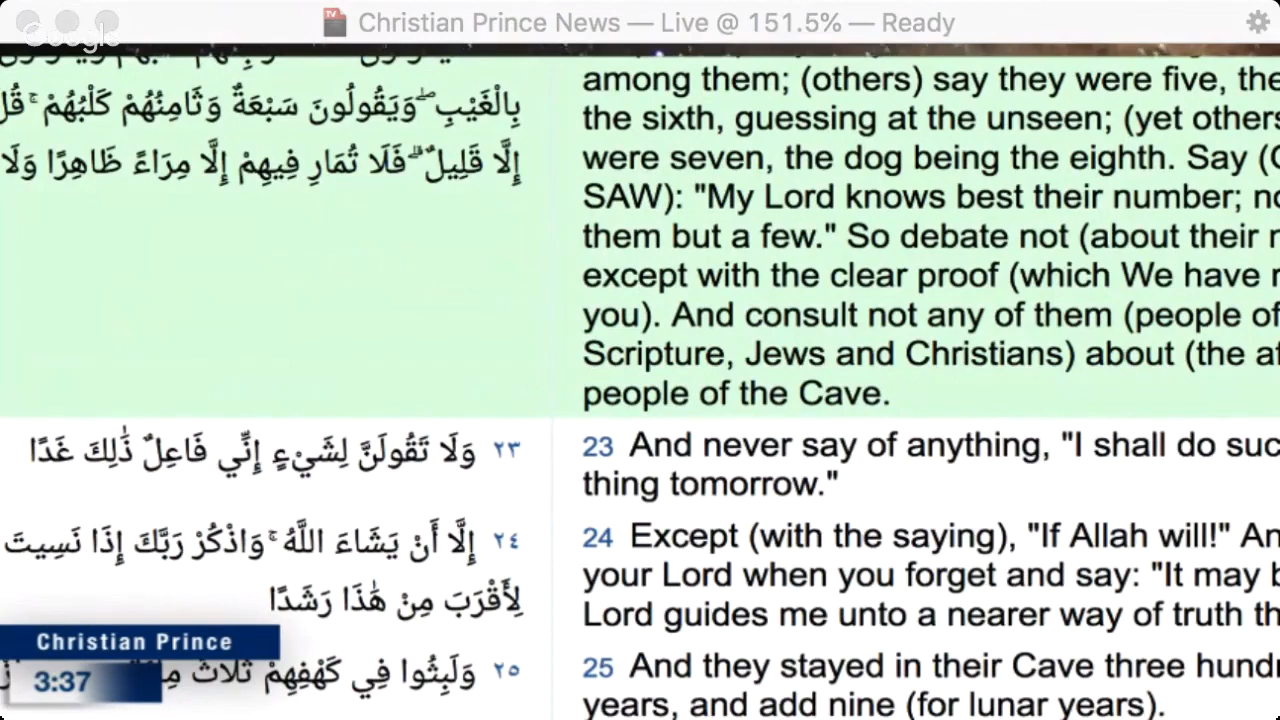 Christian Prince News — Live @ 151.5% — Ready
Google
بِالْغَيْبِ ۖ وَيَقُولُونَ سَبْعَةٌ وَثَامِنُهُمْ كَلْبُهُمْ ۚ قُل
إِلَّا قَلِيلٌ ۗ فَلَا تُمَارِ فِيهِمْ إِلَّا مِرَاءً ظَاهِرًا وَلَا
٢٣ وَلَا تَقُولَنَّ لِشَيْءٍ إِنِّي فَاعِلٌ ذَٰلِكَ غَدًا
٢٤ إِلَّا أَنْ يَشَاءَ اللَّهُ ۚ وَاذْكُرْ رَبَّكَ إِذَا نَسِيتَ
لِأَقْرَبَ مِنْ هَٰذَا رَشَدًا
٢٥ وَلَبِثُوا فِي كَهْفِهِمْ ثَلَاثَ
among them; (others) say they were five, the
the sixth, guessing at the unseen; (yet others
were seven, the dog being the eighth. Say (
SAW): "My Lord knows best their number; no
them but a few." So debate not (about their
except with the clear proof (which We have
you). And consult not any of them (people of
Scripture, Jews and Christians) about (the
people of the Cave.
23 And never say of anything, "I shall do suc
thing tomorrow."
24 Except (with the saying), "If Allah will!" An
your Lord when you forget and say: "It may
Lord guides me unto a nearer way of truth th
25 And they stayed in their Cave three hund
years, and add nine (for lunar years).
Christian Prince
3:37